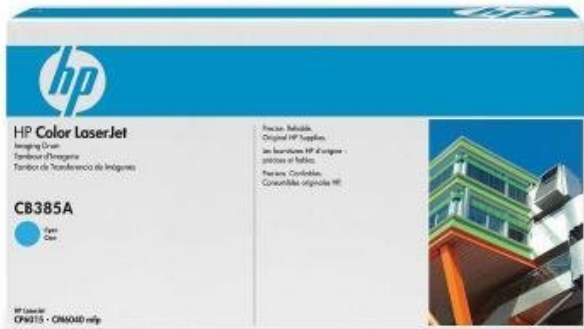 hp
HP Color LaserJet
Imaging Drum
Tambour d'imagerie
Tambor de Transferencia de Imágenes
CB385A
Cyan
Cian
HP LaserJet
CP6015 • CM6040 mfp
Precise. Reliable.
Original HP Supplies.
Les fournitures HP d'origine :
précises et fiables.
Precisos. Confiables.
Consumibles originales HP.